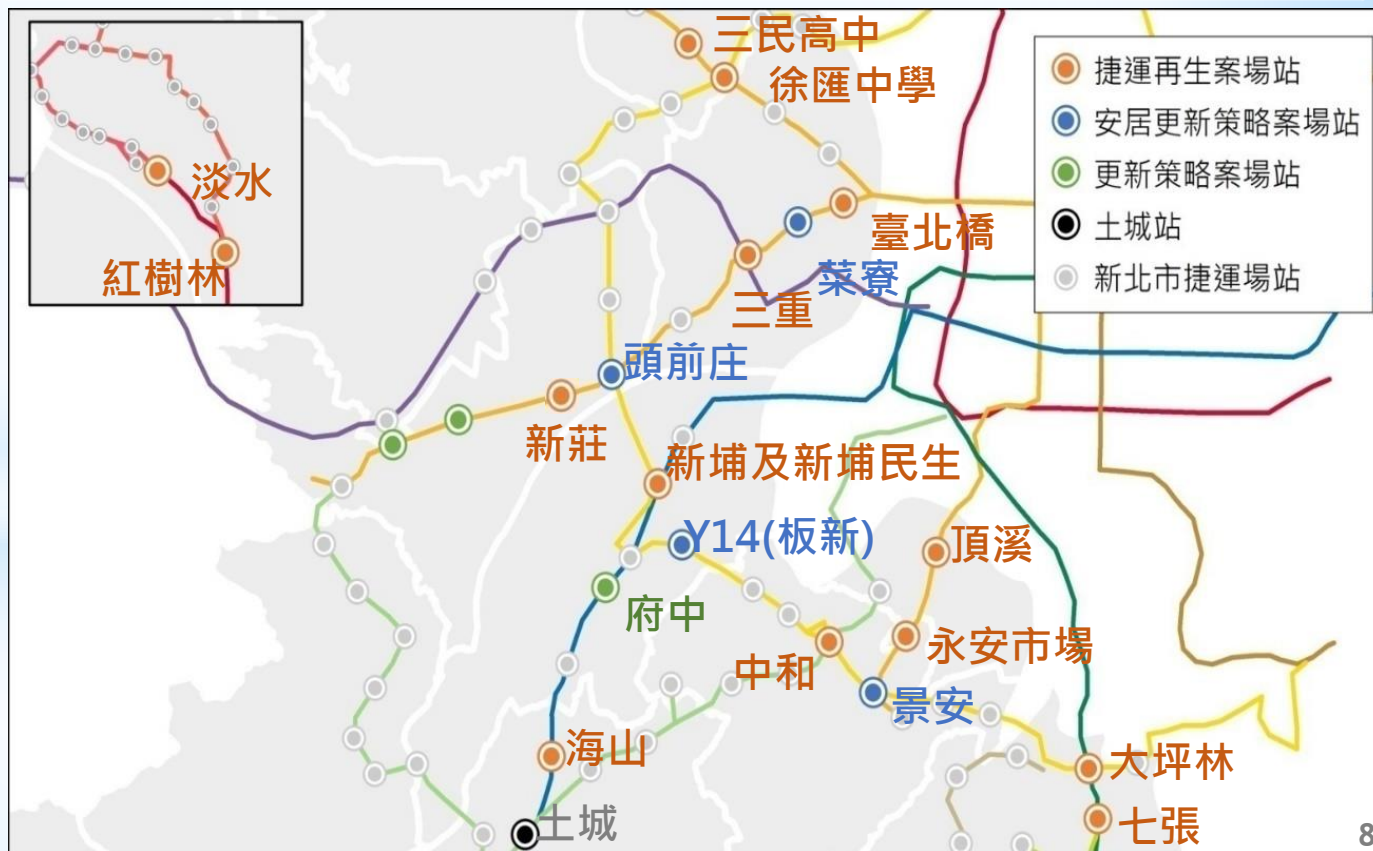 三民高中
徐匯中學
捷運再生案場站
安居更新策略案場站
更新策略案場站
土城站
新北市捷運場站
淡水
紅樹林
臺北橋
菜寮
三重
頭前庄
新莊
新埔及新埔民生
Y14(板新)
頂溪
府中
永安市場
中和
景安
海山
大坪林
土城
七張
8